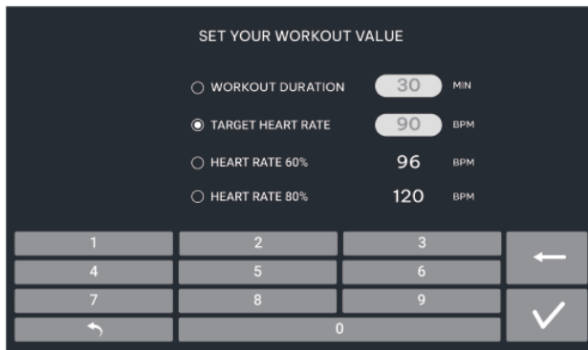 SET YOUR WORKOUT VALUE
WORKOUT DURATION 30 MIN
TARGET HEART RATE 90 BPM
HEART RATE 60% 96 BPM
HEART RATE 80% 120 BPM
1 2 3
4 5 6
7 8 9
0